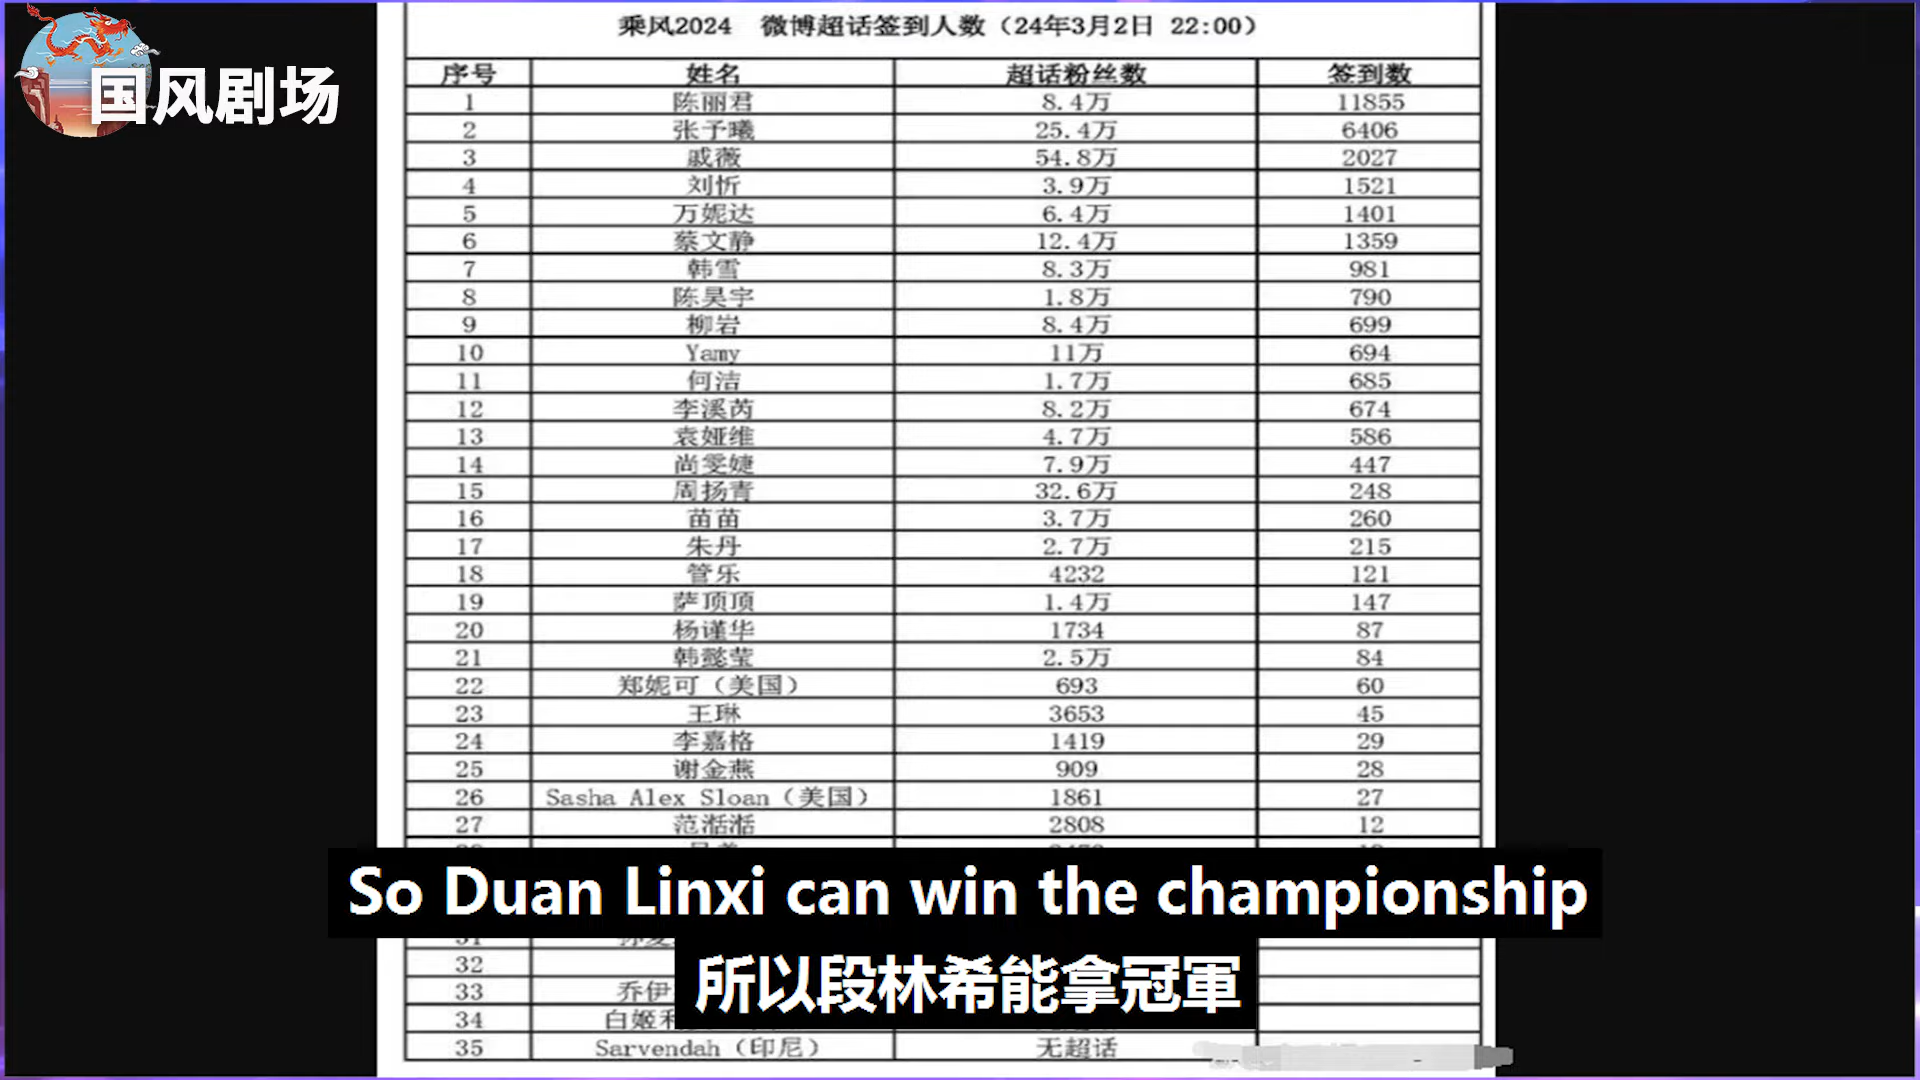 国风剧场
乘风2024 微博超话签到人数（24年3月2日 22:00）
序号 姓名 超话粉丝数 签到数
1 陈丽君 8.4万 11855
2 张予曦 25.4万 6406
3 戚薇 54.8万 2027
4 刘忻 3.9万 1521
5 万妮达 6.4万 1401
6 蔡文静 12.4万 1359
7 韩雪 8.3万 981
8 陈昊宇 1.8万 790
9 柳岩 8.4万 699
10 Yamy 11万 694
11 何洁 1.7万 685
12 李溪芮 8.2万 674
13 袁娅维 4.7万 586
14 尚雯婕 7.9万 447
15 周扬青 32.6万 248
16 苗苗 3.7万 260
17 朱丹 2.7万 215
18 管乐 4232 121
19 萨顶顶 1.4万 147
20 杨谨华 1734 87
21 韩懿莹 2.5万 84
22 郑妮可（美国） 693 60
23 王琳 3653 45
24 李嘉格 1419 29
25 谢金燕 909 28
26 Sasha Alex Sloan（美国） 1861 27
27 范湉湉 2808 12
So Duan Linxi can win the championship
所以段林希能拿冠軍
32
33 乔伊
34 白姬
35 Sarvendah（印尼） 无超话